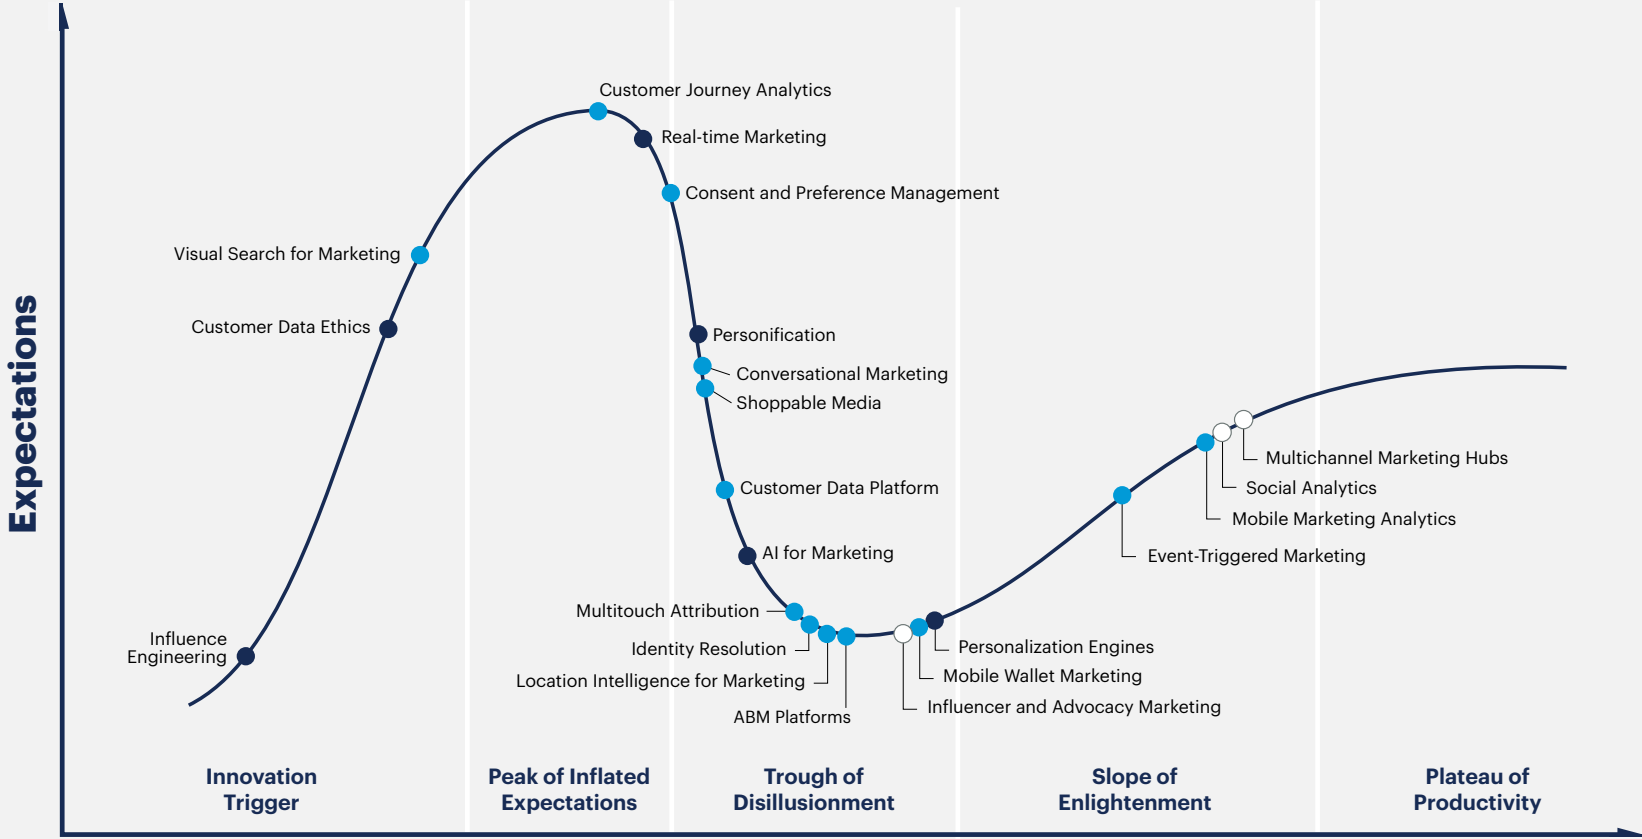 Expectations
Customer Journey Analytics
Real-time Marketing
Consent and Preference Management
Visual Search for Marketing
Customer Data Ethics
Personification
Conversational Marketing
Shoppable Media
Customer Data Platform
AI for Marketing
Multitouch Attribution
Identity Resolution
Location Intelligence for Marketing
ABM Platforms
Influence
Engineering
Personalization Engines
Mobile Wallet Marketing
Influencer and Advocacy Marketing
Multichannel Marketing Hubs
Social Analytics
Mobile Marketing Analytics
Event-Triggered Marketing
Innovation
Trigger
Peak of Inflated
Expectations
Trough of
Disillusionment
Slope of
Enlightenment
Plateau of
Productivity